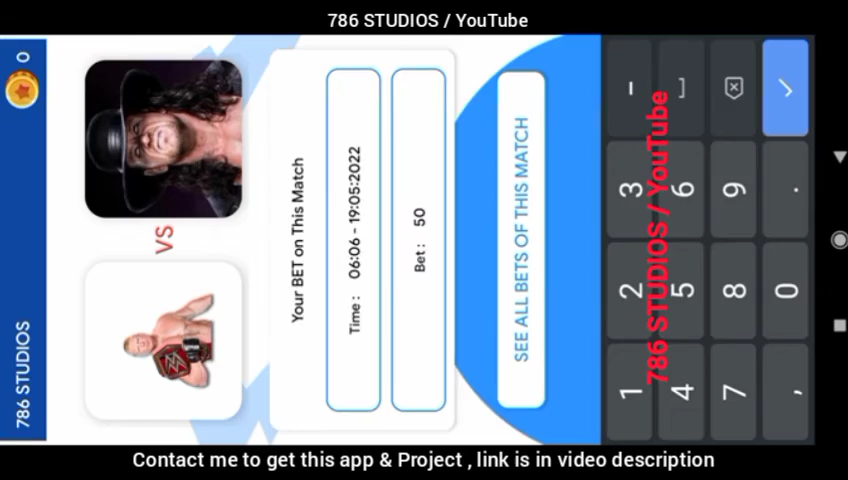 786 STUDIOS / YouTube
786 STUDIOS
0
VS
Your BET on This Match
Time : 06:06 - 19:05:2022
Bet : 50
SEE ALL BETS OF THIS MATCH
1 2 3 -
4 5 6
7 8 9
, 0 .
786 STUDIOS / YouTube
Contact me to get this app & Project , link is in video description